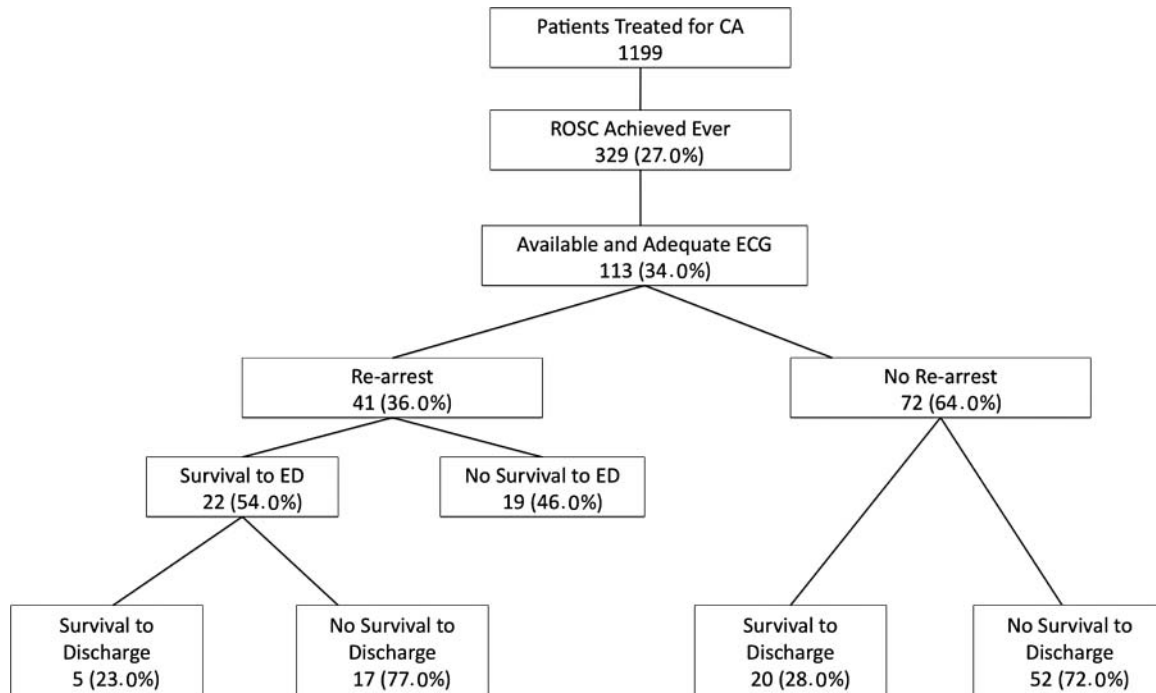 Patients Treated for CA
1199
ROSC Achieved Ever
329 (27.0%)
Available and Adequate ECG
113 (34.0%)
Re-arrest
41 (36.0%)
No Re-arrest
72 (64.0%)
Survival to ED
22 (54.0%)
No Survival to ED
19 (46.0%)
Survival to
Discharge
5 (23.0%)
No Survival to
Discharge
17 (77.0%)
Survival to
Discharge
20 (28.0%)
No Survival to
Discharge
52 (72.0%)